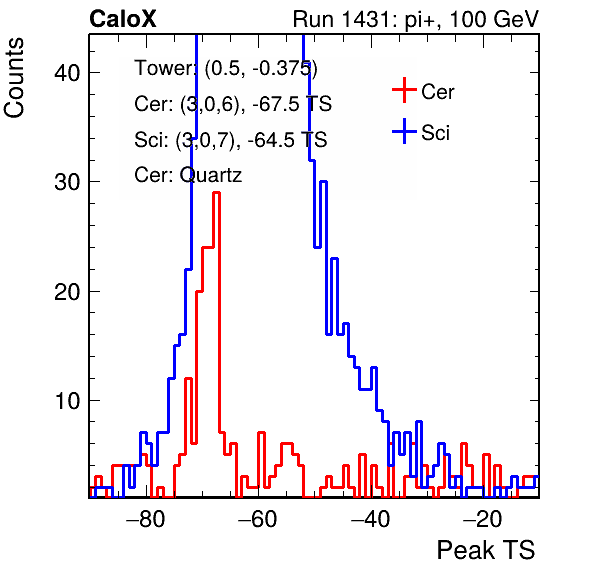 CaloX Run 1431: pi+, 100 GeV
Counts
Tower: (0.5, -0.375)
Cer: (3,0,6), -67.5 TS
Sci: (3,0,7), -64.5 TS
Cer: Quartz
Cer
Sci
40
30
20
10
−80 −60 −40 −20
Peak TS